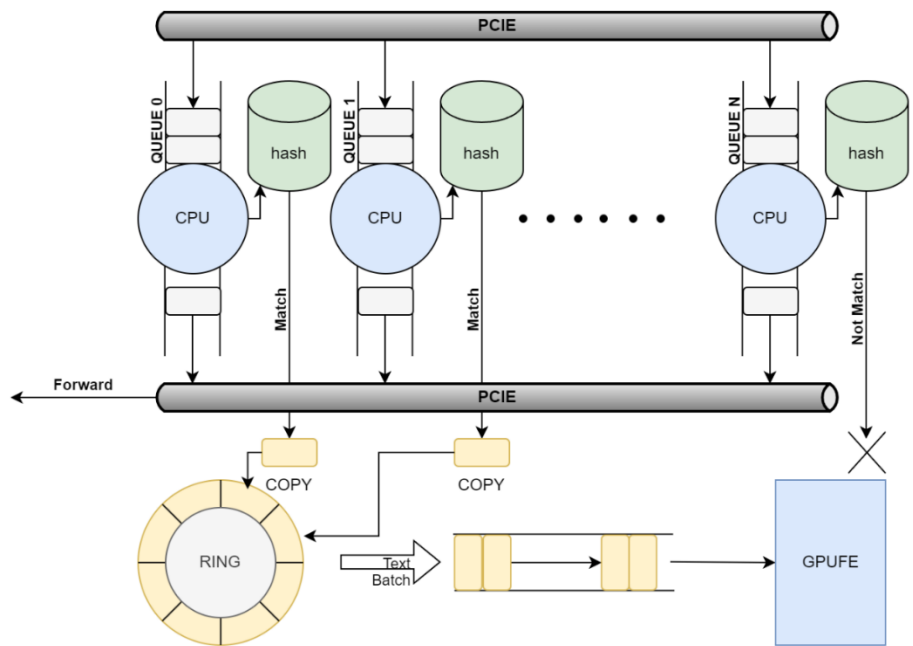 PCIE
QUEUE 0
hash
CPU
QUEUE 1
hash
CPU
QUEUE N
hash
CPU
Match
Match
Not Match
Forward
PCIE
COPY
COPY
RING
Text
Batch
GPUFE